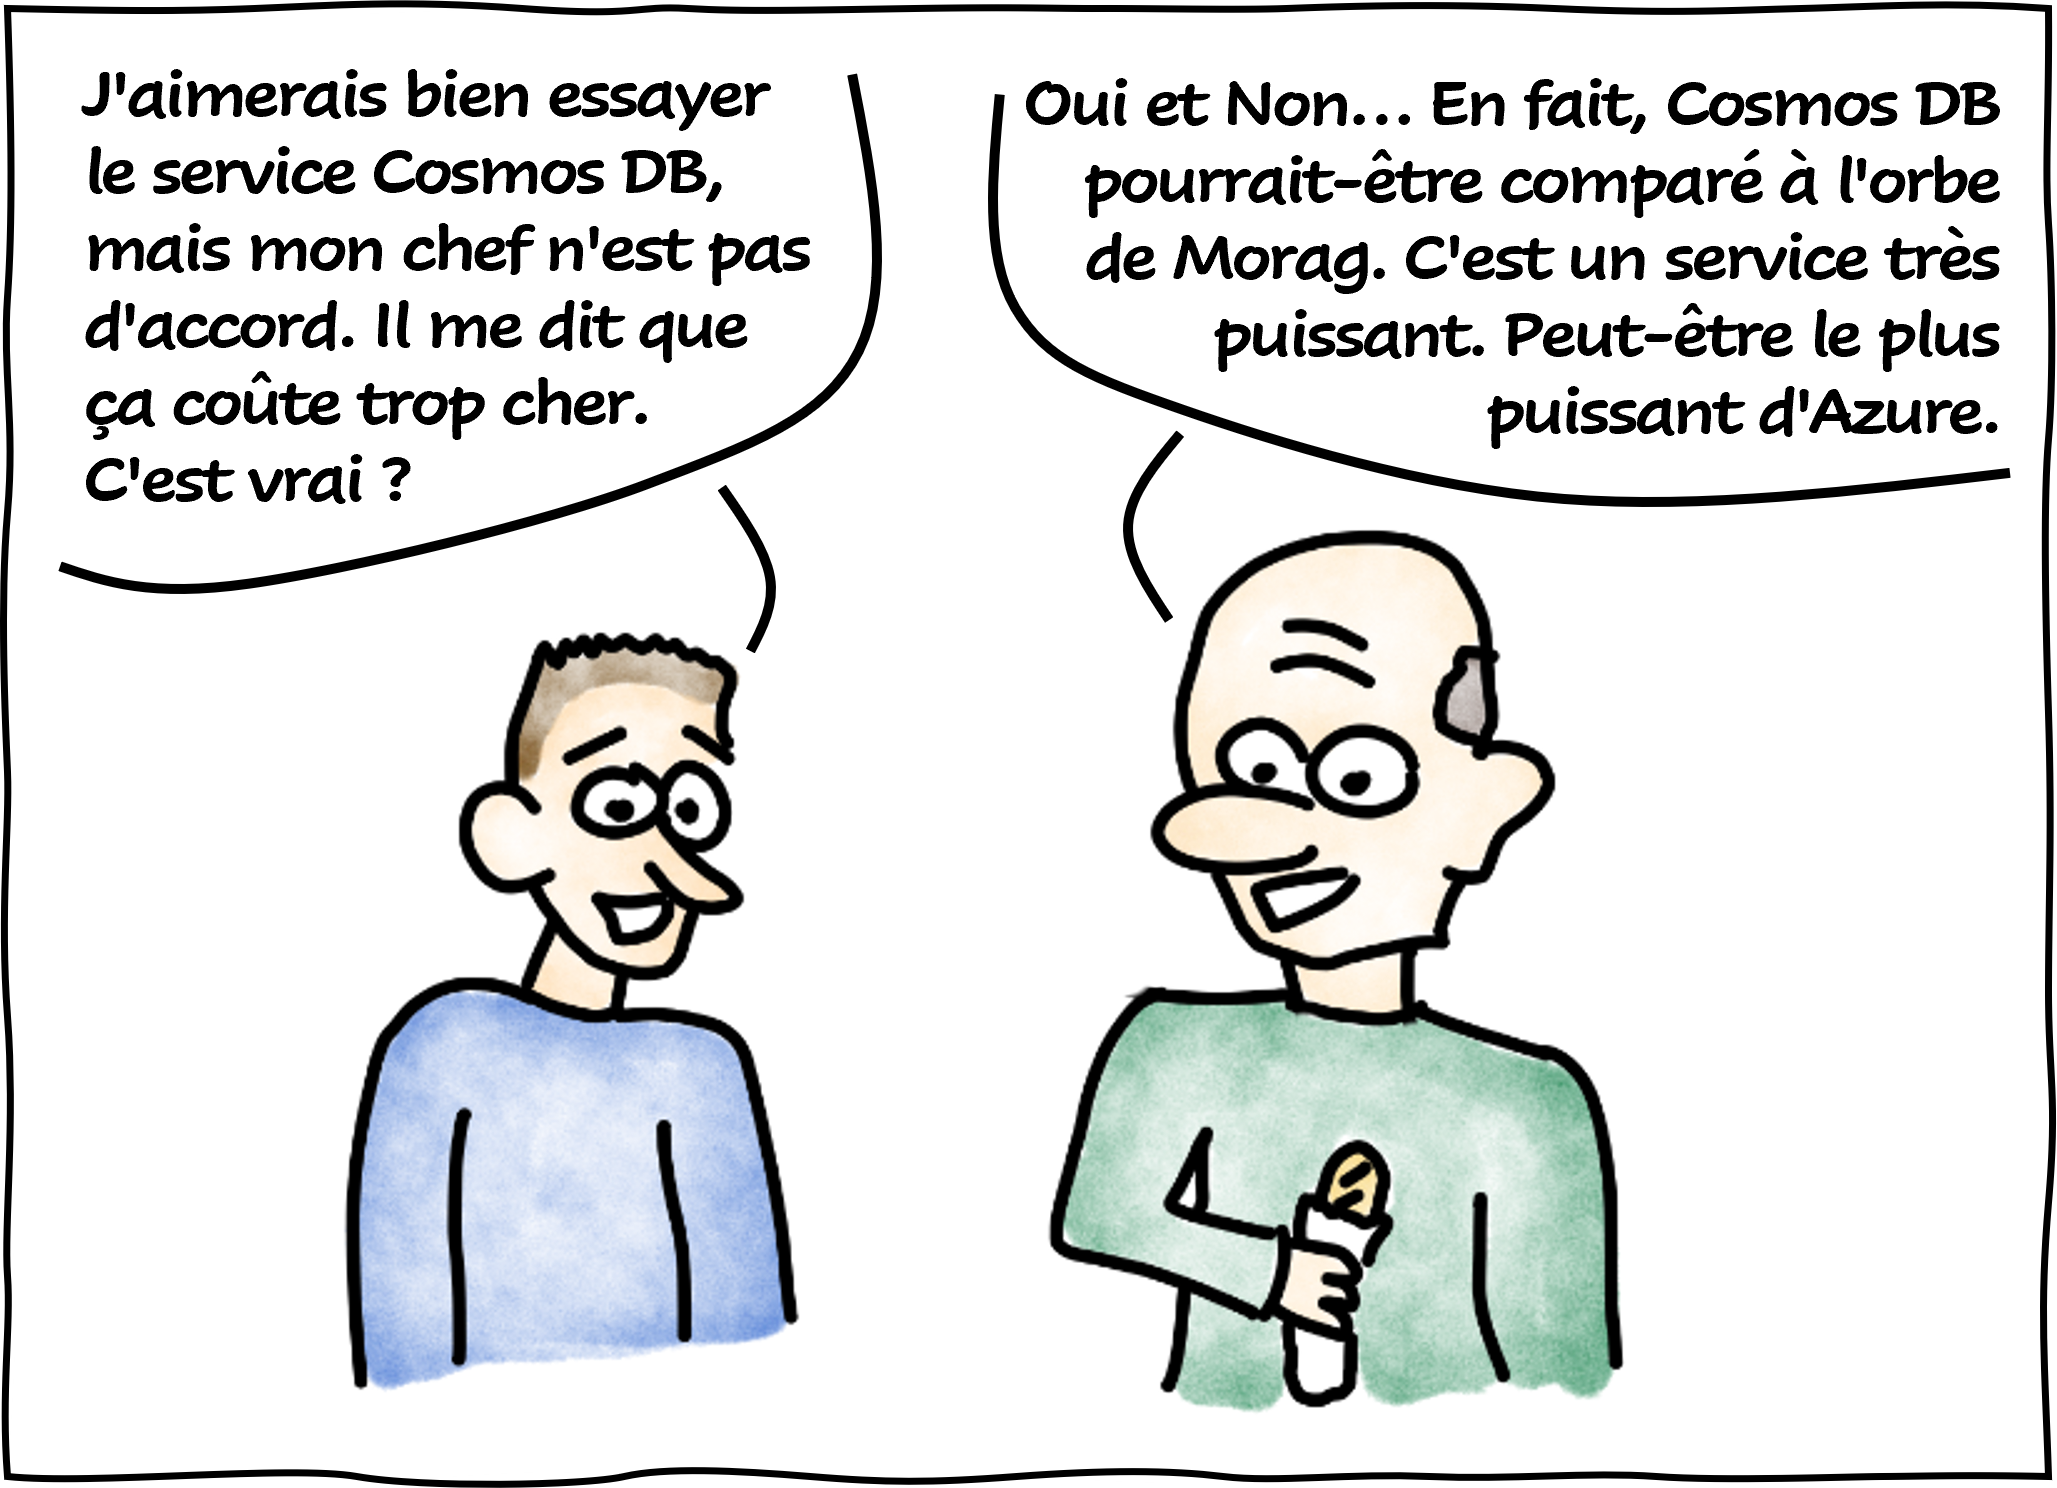 J'aimerais bien essayer
le service Cosmos DB,
mais mon chef n'est pas
d'accord. Il me dit que
ça coûte trop cher.
C'est vrai ?
Oui et Non... En fait, Cosmos DB
pourrait-être comparé à l'orbe
de Morag. C'est un service très
puissant. Peut-être le plus
puissant d'Azure.